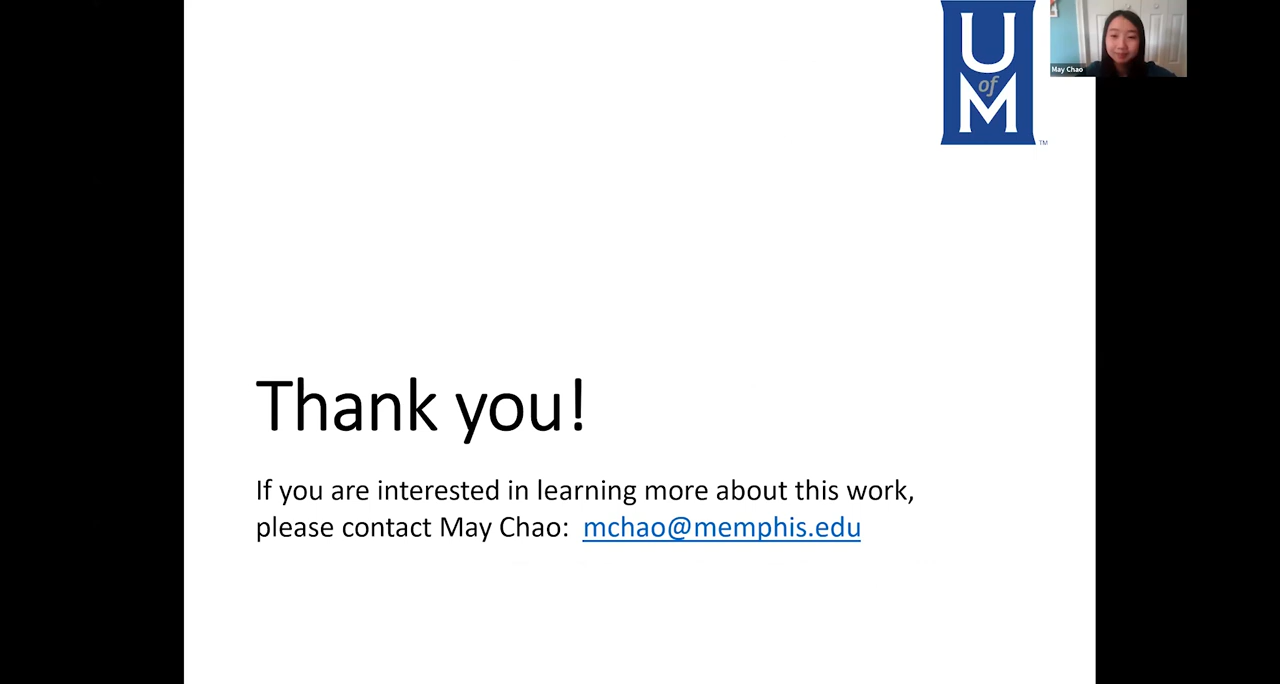 U
of
M
TM
May Chao
Thank you!
If you are interested in learning more about this work,
please contact May Chao: mchao@memphis.edu